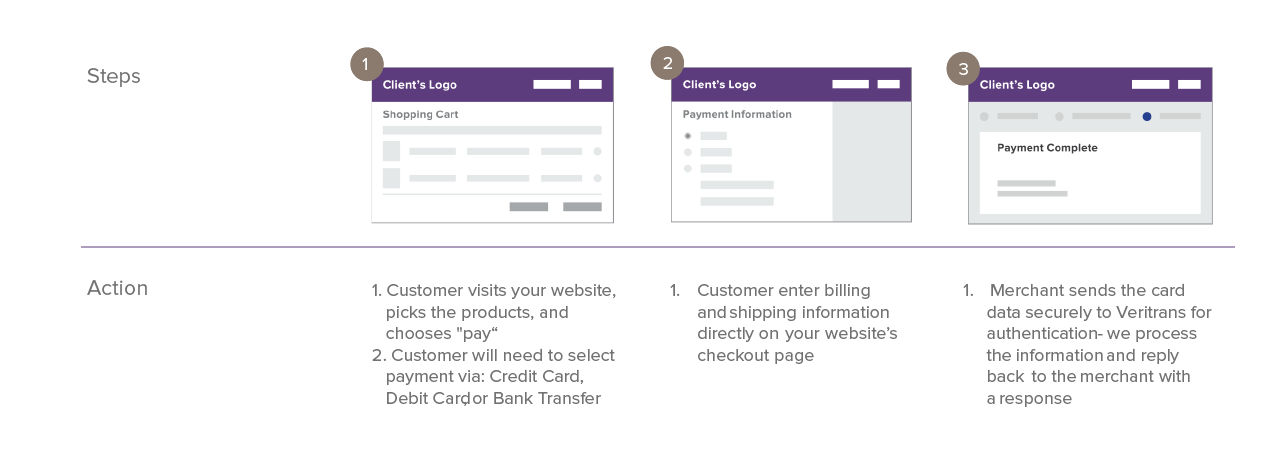 Steps
1
Client's Logo
Shopping Cart
2
Client's Logo
Payment Information
3
Client's Logo
Payment Complete
Action
1. Customer visits your website,
picks the products, and
chooses "pay“
2. Customer will need to select
payment via: Credit Card,
Debit Card,or Bank Transfer
1. Customer enter billing
and shipping information
directly on your website's
checkout page
1. Merchant sends the card
data securely to Veritrans for
authentication- we process
the information and reply
back to the merchant with
a response